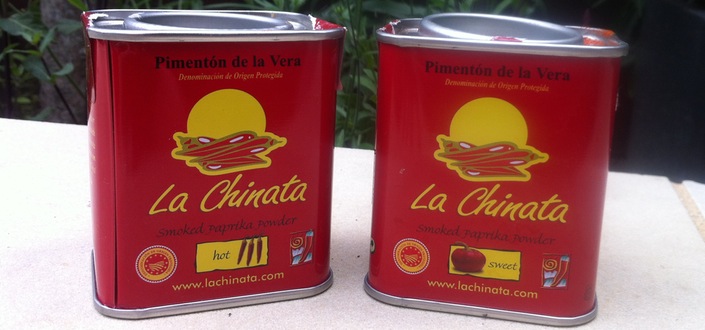 Pimentón de la Vera
Denominación de Origen Protegida
La Chinata
Smoked Paprika Powder
hot
www.lachinata.com
Pimentón de la Vera
Denominación de Origen Protegida
La Chinata
Smoked Paprika Powder
sweet
www.lachinata.com